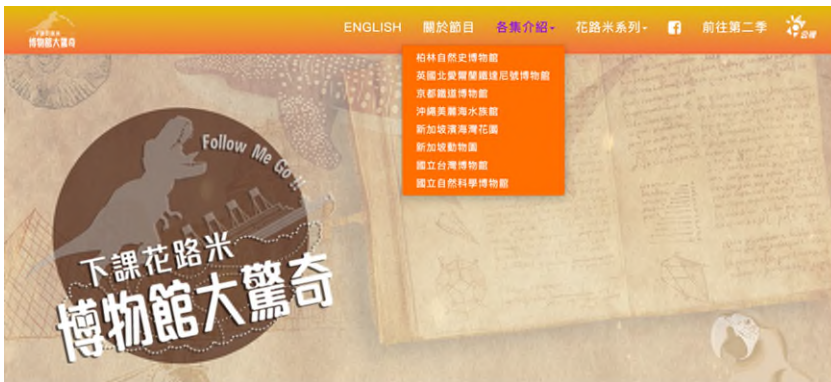 下課花路米
博物館大驚奇
ENGLISH
關於節目
各集介紹
花路米系列
前往第二季
公視
柏林自然史博物館
英國北愛爾蘭鐵達尼號博物館
京都鐵道博物館
沖繩美麗海水族館
新加坡濱海灣花園
新加坡動物園
國立台灣博物館
國立自然科學博物館
Follow Me Go!!
下課花路米
博物館大驚奇